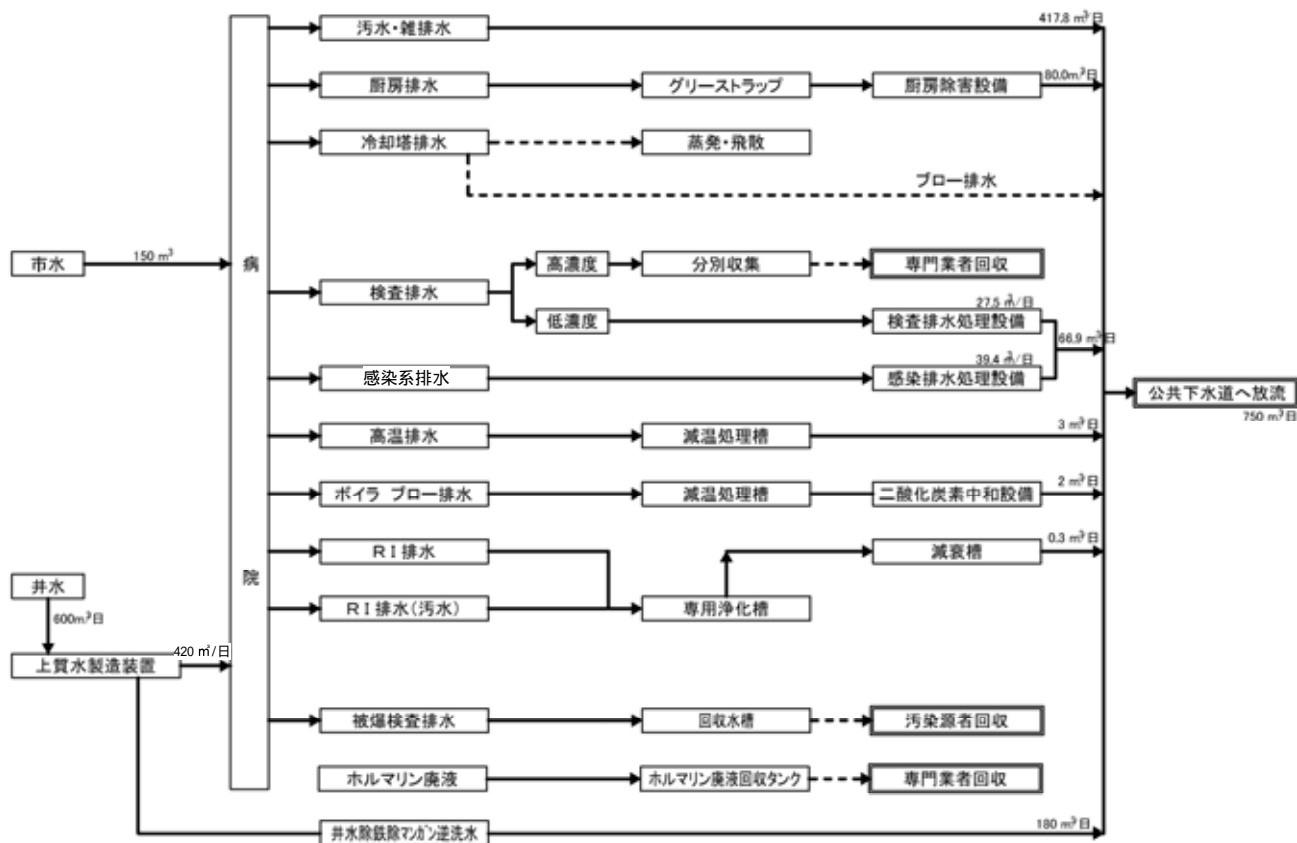 汚水・雑排水
417.8 m³日
厨房排水
グリーストラップ
厨房除害設備
80.0m³日
冷却塔排水
蒸発・飛散
ブロー排水
市水
150 m³
病
院
検査排水
高濃度
分別収集
専門業者回収
低濃度
27.5 ㎥/日
検査排水処理設備
66.9 m³日
感染系排水
39.4 ㎥/日
感染排水処理設備
公共下水道へ放流
750 m³日
高温排水
減温処理槽
3 m³日
ボイラ ブロー排水
減温処理槽
二酸化炭素中和設備
2 m³日
RI排水
減衰槽
0.3 m³日
井水
600m³日
RI排水(汚水)
専用浄化槽
上質水製造装置
420 ㎥/日
被爆検査排水
回収水槽
汚染源者回収
ホルマリン廃液
ホルマリン廃液回収タンク
専門業者回収
井水除鉄除マンガン逆洗水
180 m³日